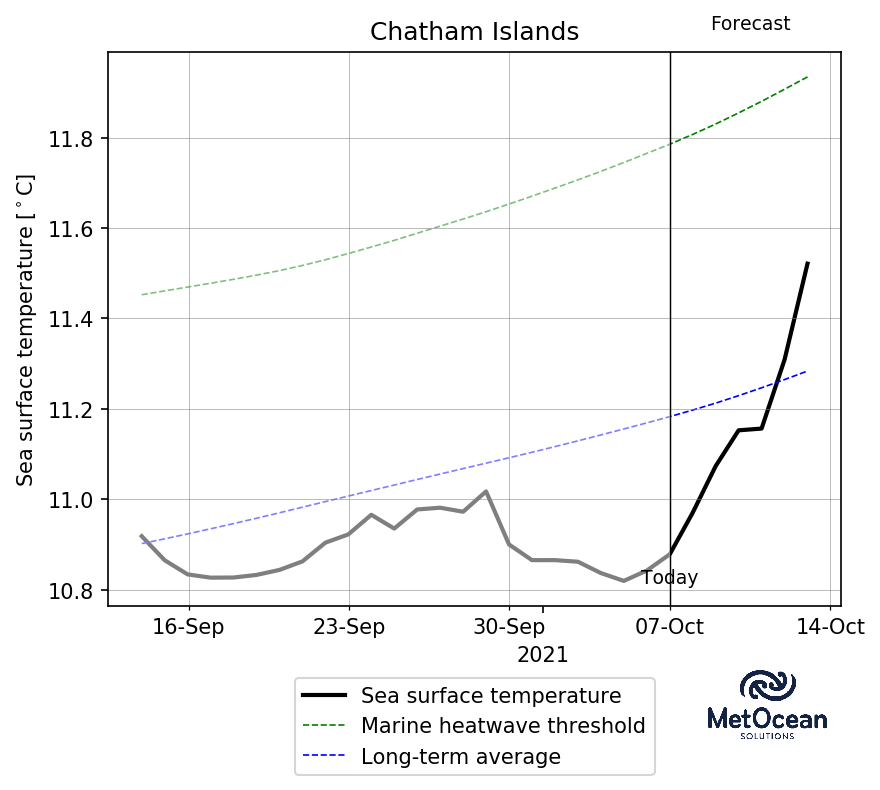 Chatham Islands
Forecast
Sea surface temperature [°C]
11.8
11.6
11.4
11.2
11.0
10.8
Today
16-Sep 23-Sep 30-Sep 07-Oct 14-Oct
2021
Sea surface temperature
Marine heatwave threshold
Long-term average
MetOcean
SOLUTIONS